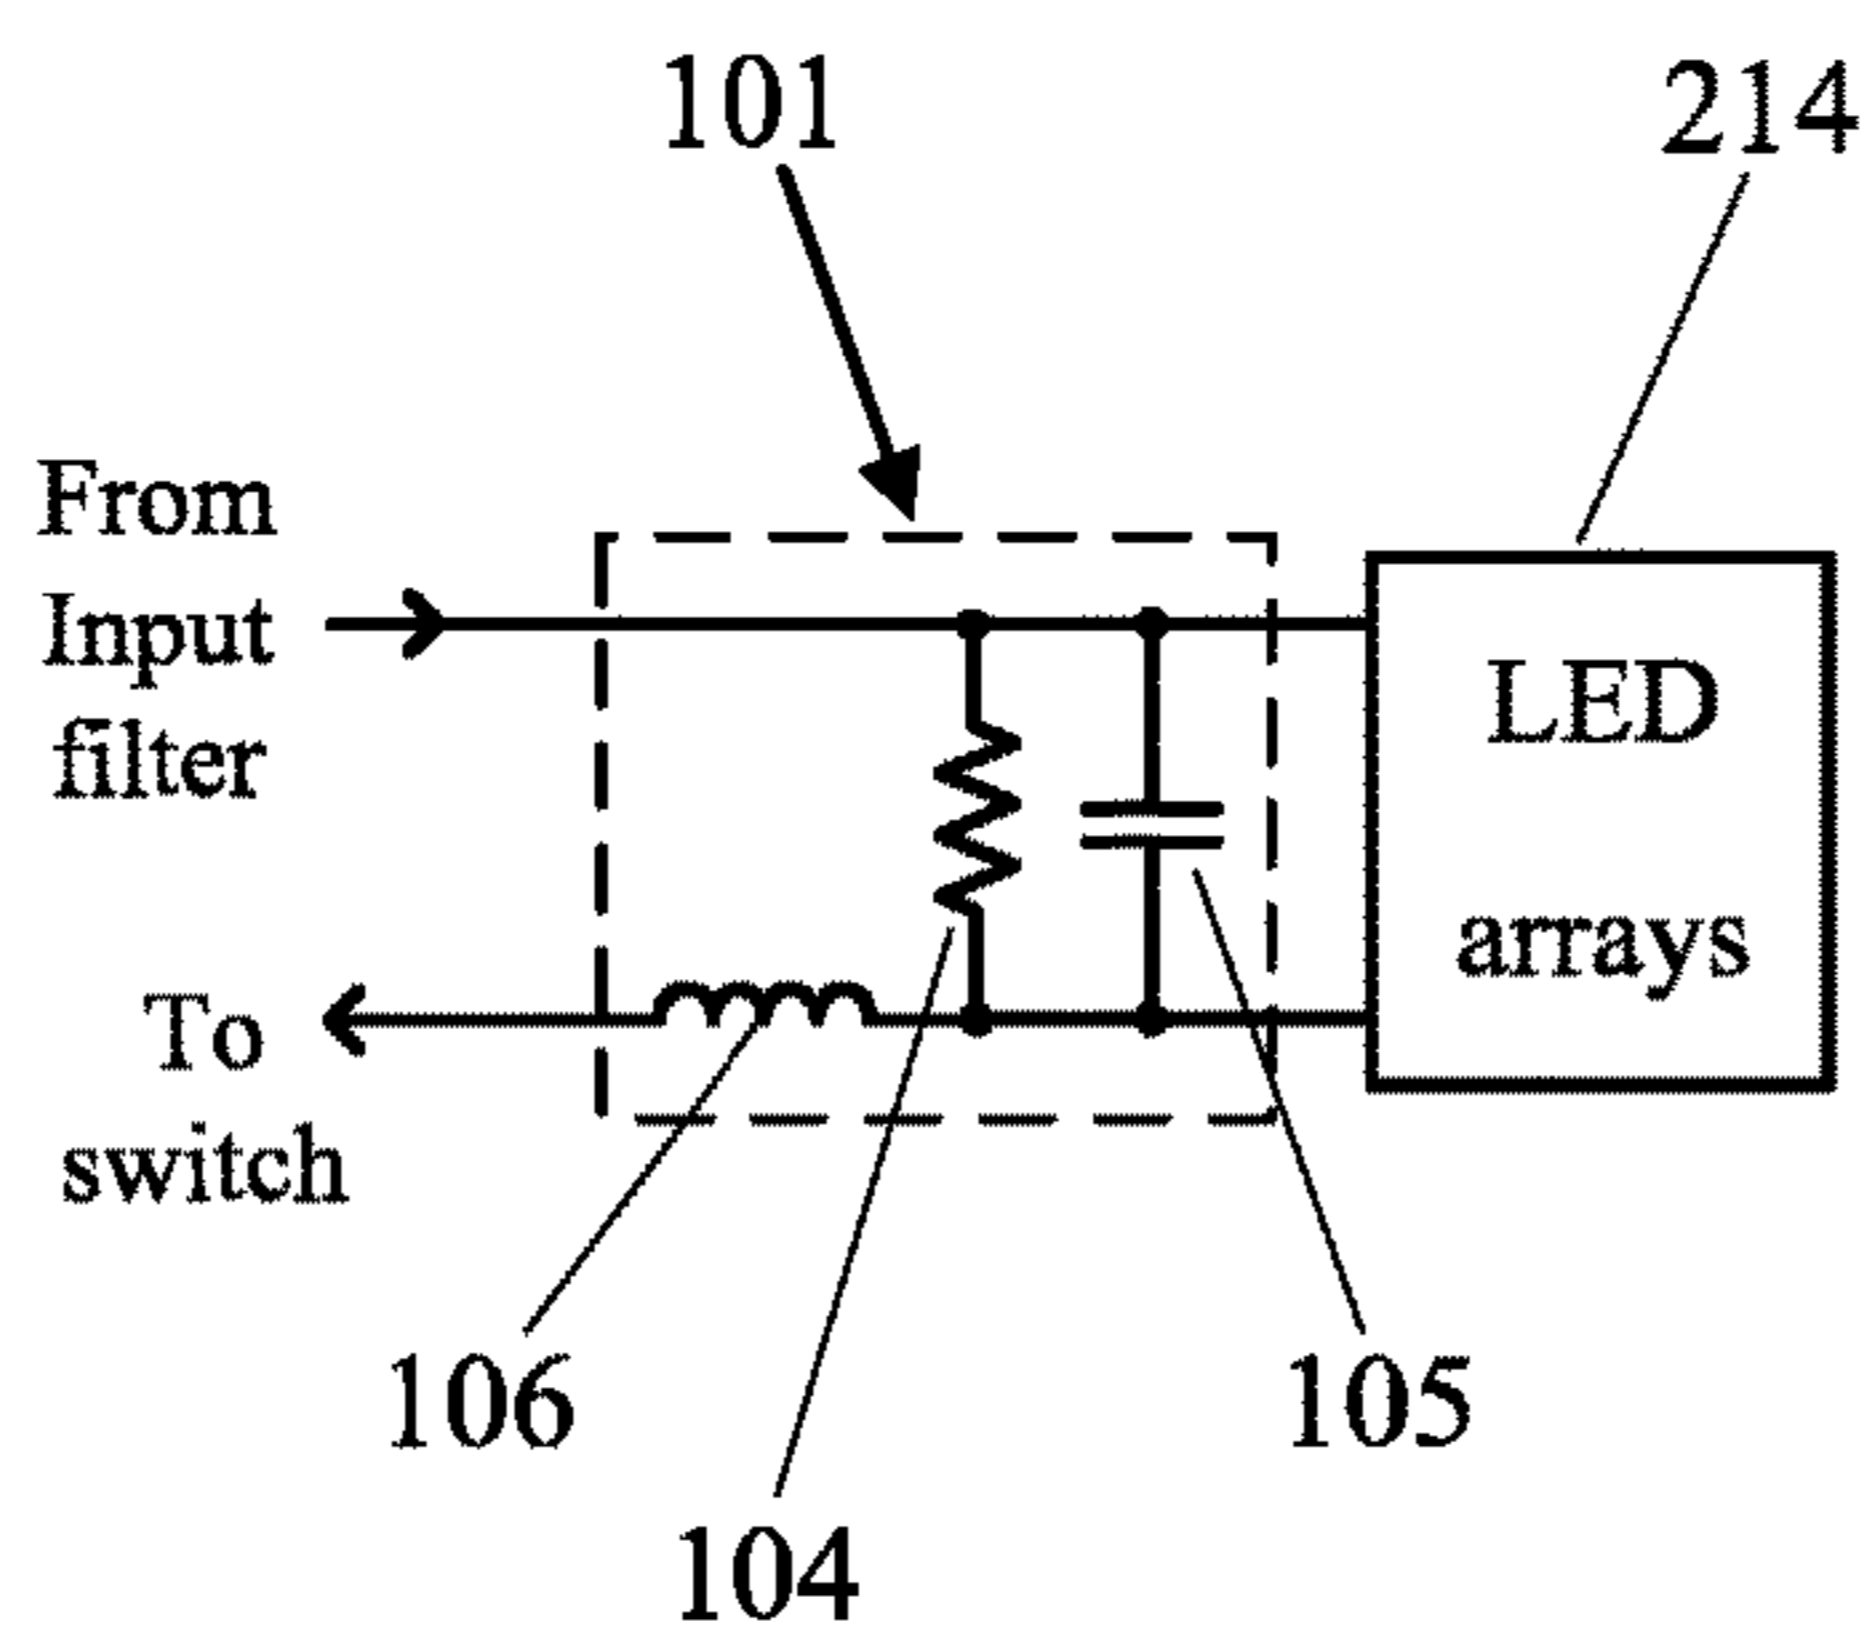 101
214
From
Input
filter
LED
arrays
To
switch
106
105
104